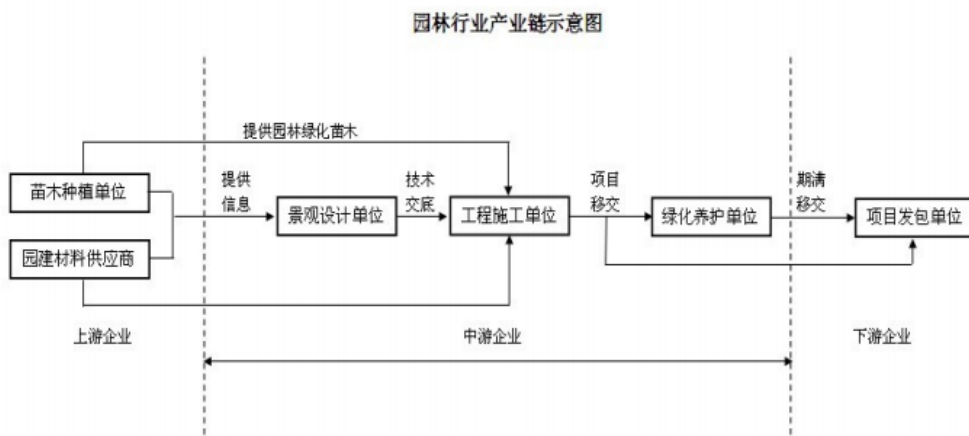 园林行业产业链示意图
提供园林绿化苗木
苗木种植单位
提供
信息
景观设计单位
技术
交底
工程施工单位
项目
移交
绿化养护单位
期满
移交
项目发包单位
园建材料供应商
上游企业
中游企业
下游企业